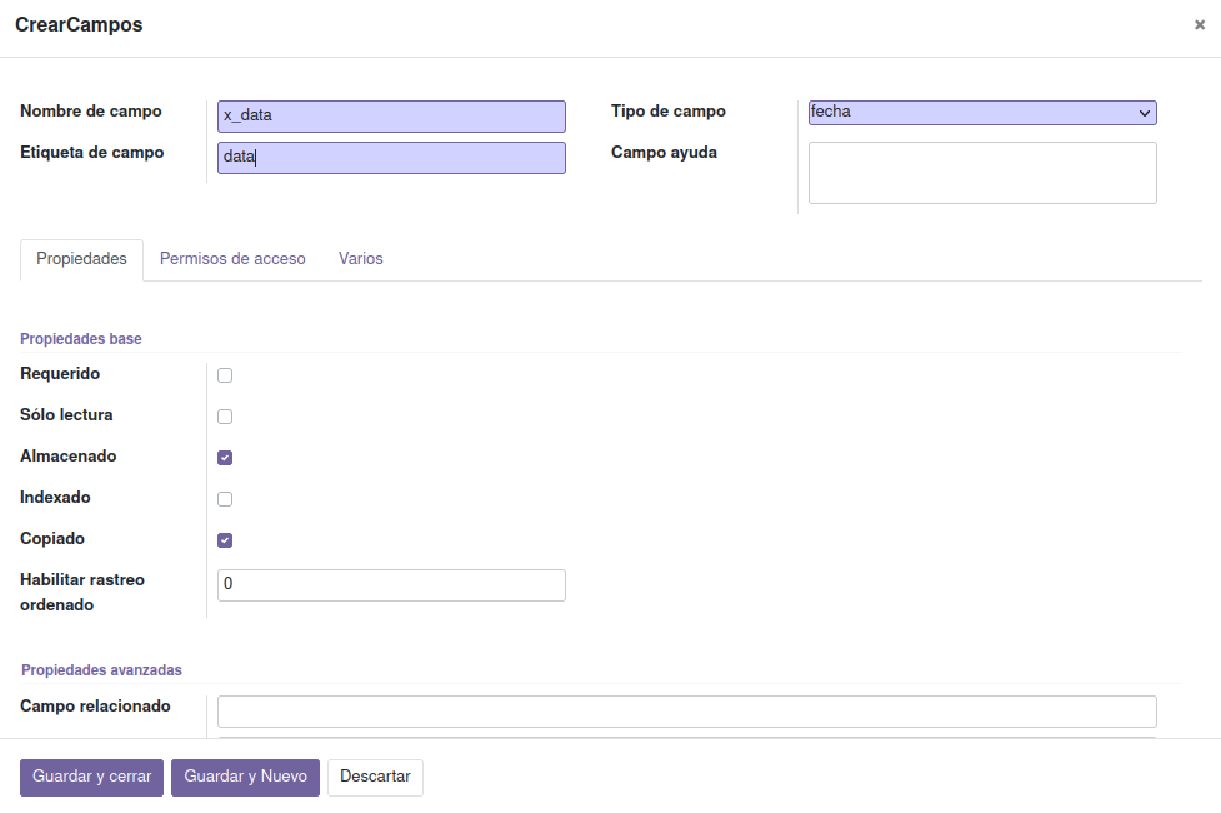 CrearCampos
Nombre de campo
x_data
Tipo de campo
fecha
Etiqueta de campo
data
Campo ayuda
Propiedades
Permisos de acceso
Varios
Propiedades base
Requerido
Sólo lectura
Almacenado
Indexado
Copiado
Habilitar rastreo
ordenado
0
Propiedades avanzadas
Campo relacionado
Guardar y cerrar
Guardar y Nuevo
Descartar